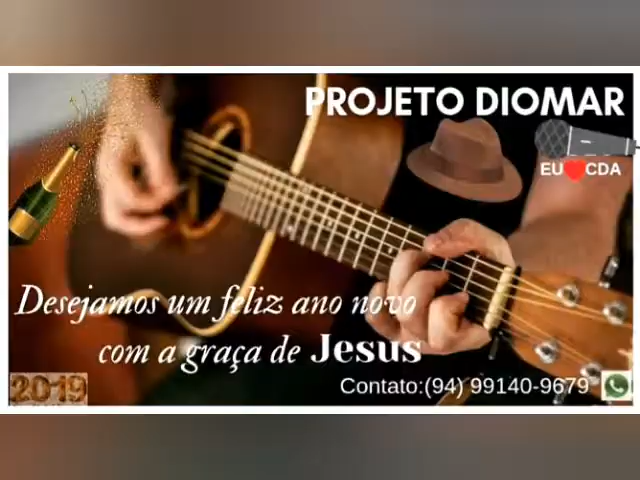 PROJETO DIOMAR
EU❤CDA
Desejamos um feliz ano novo
com a graça de Jesus
Contato:(94) 99140-9679
2019